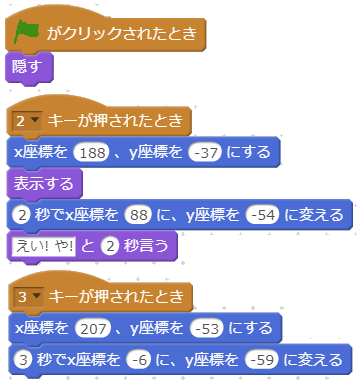 がクリックされたとき
隠す
2 キーが押されたとき
x座標を 188 、y座標を -37 にする
表示する
2 秒でx座標を 88 に、y座標を -54 に変える
えい! や! と 2 秒言う
3 キーが押されたとき
x座標を 207 、y座標を -53 にする
3 秒でx座標を -6 に、y座標を -59 に変える